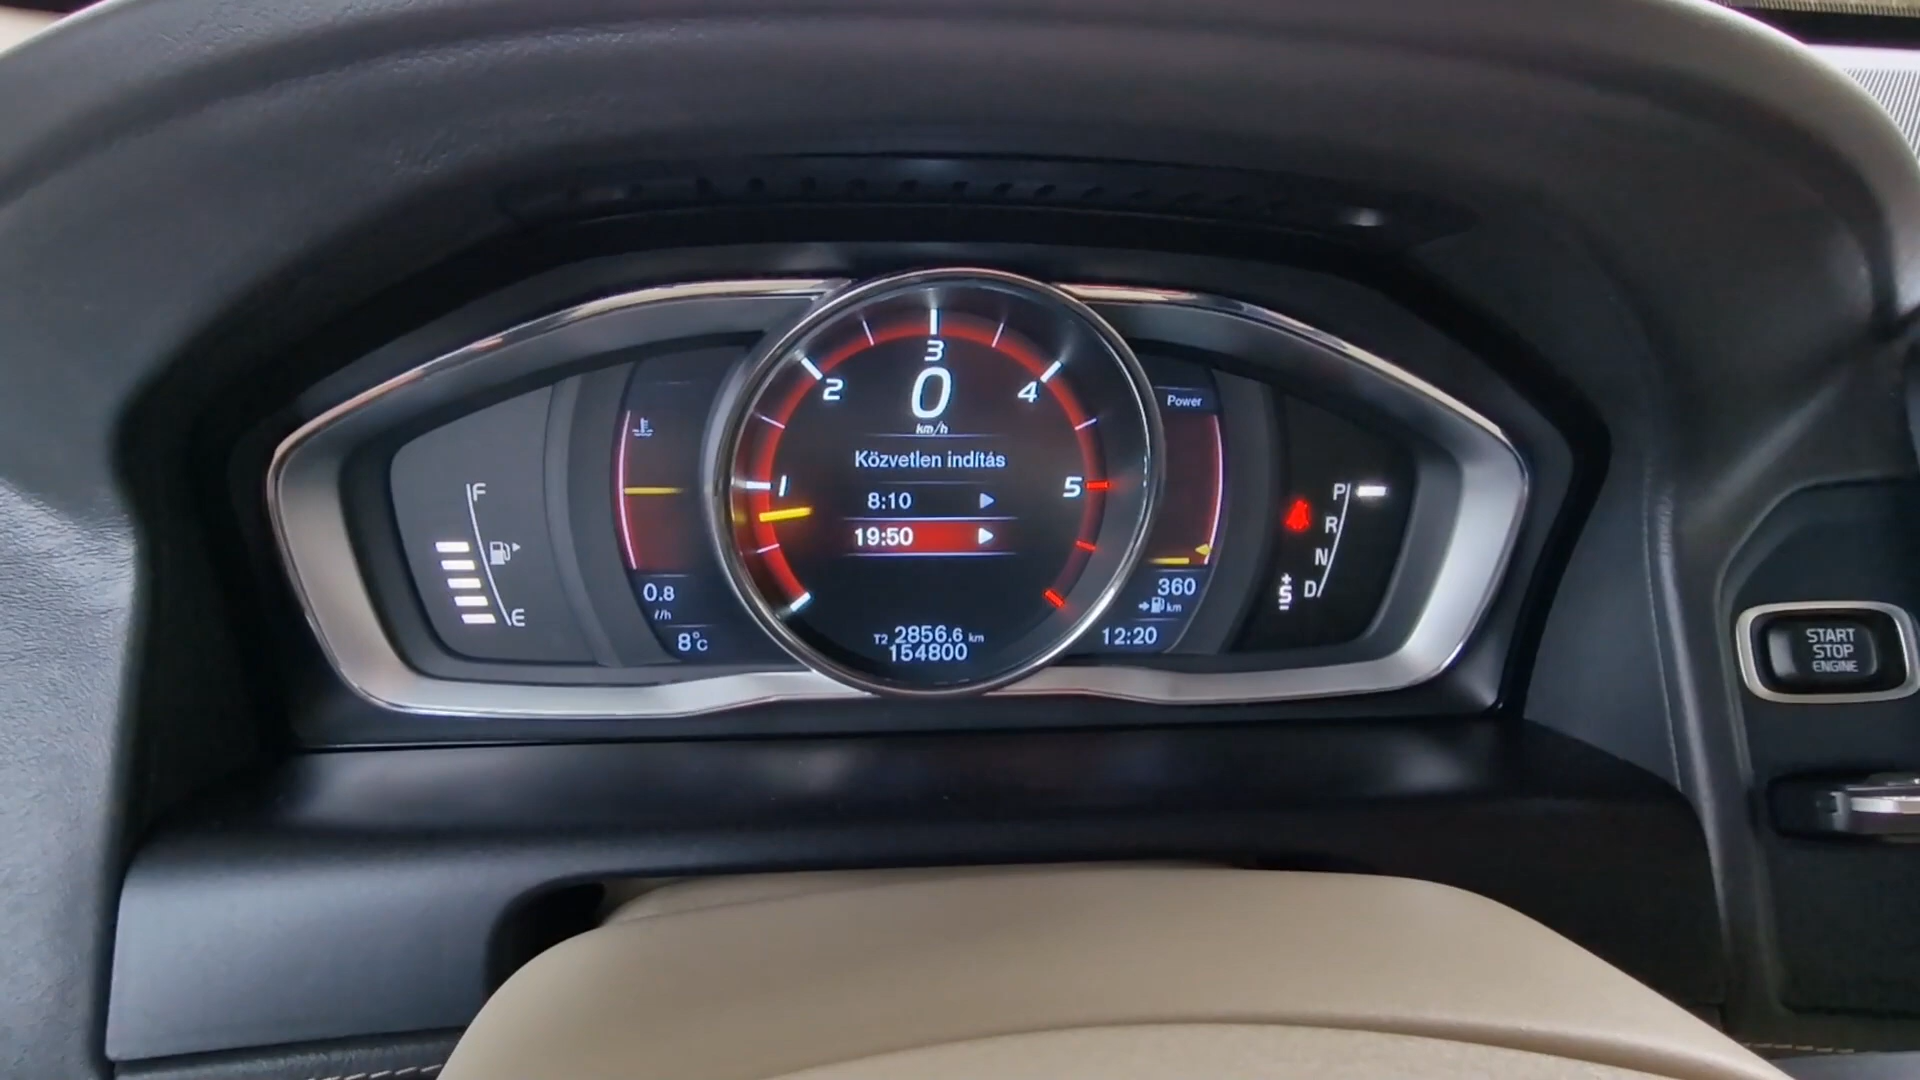 3
2
4
0
km/h
Power
Közvetlen indítás
1
8:10
5
19:50
F
E
P
R
N
D
+
S
-
0.8
ℓ/h
8°C
360
km
12:20
T2 2856.6 km
154800
START
STOP
ENGINE